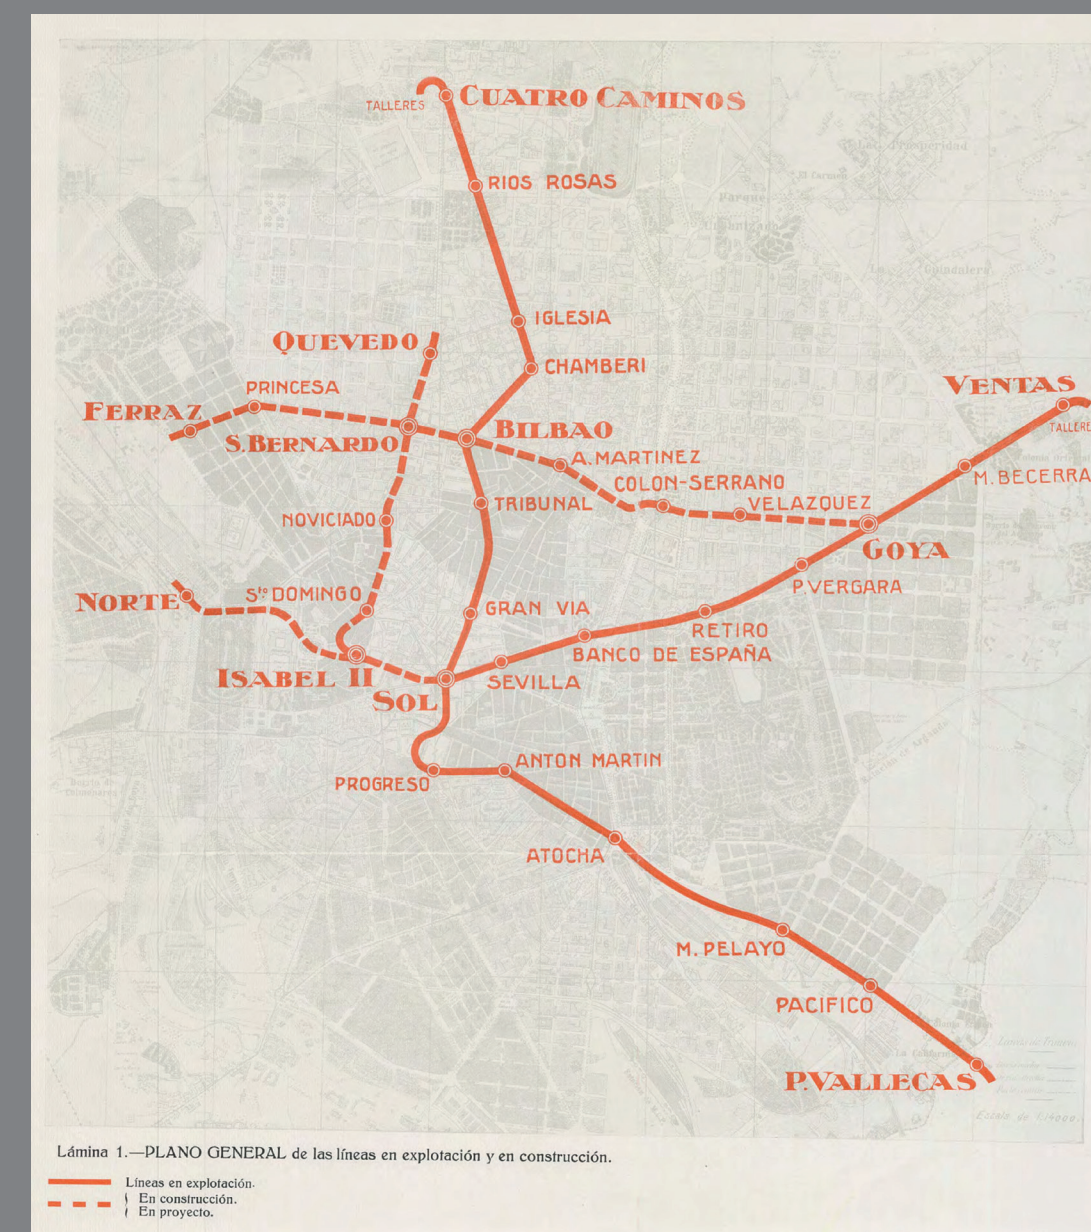 CUATRO CAMINOS
TALLERES
RIOS ROSAS
IGLESIA
QUEVEDO
CHAMBERI
PRINCESA
VENTAS
FERRAZ
TALLERE
S. BERNARDO
BILBAO
A. MARTINEZ
M. BECERRA
COLON-SERRANO
TRIBUNAL
VELAZQUEZ
NOVICIADO
GOYA
P. VERGARA
NORTE
Sto DOMINGO
GRAN VIA
RETIRO
BANCO DE ESPAÑA
ISABEL II
SEVILLA
SOL
ANTON MARTIN
PROGRESO
ATOCHA
M. PELAYO
PACIFICO
P. VALLECAS
Lámina 1.—PLANO GENERAL de las líneas en explotación y en construcción.
Líneas en explotación.
En construcción.
En proyecto.